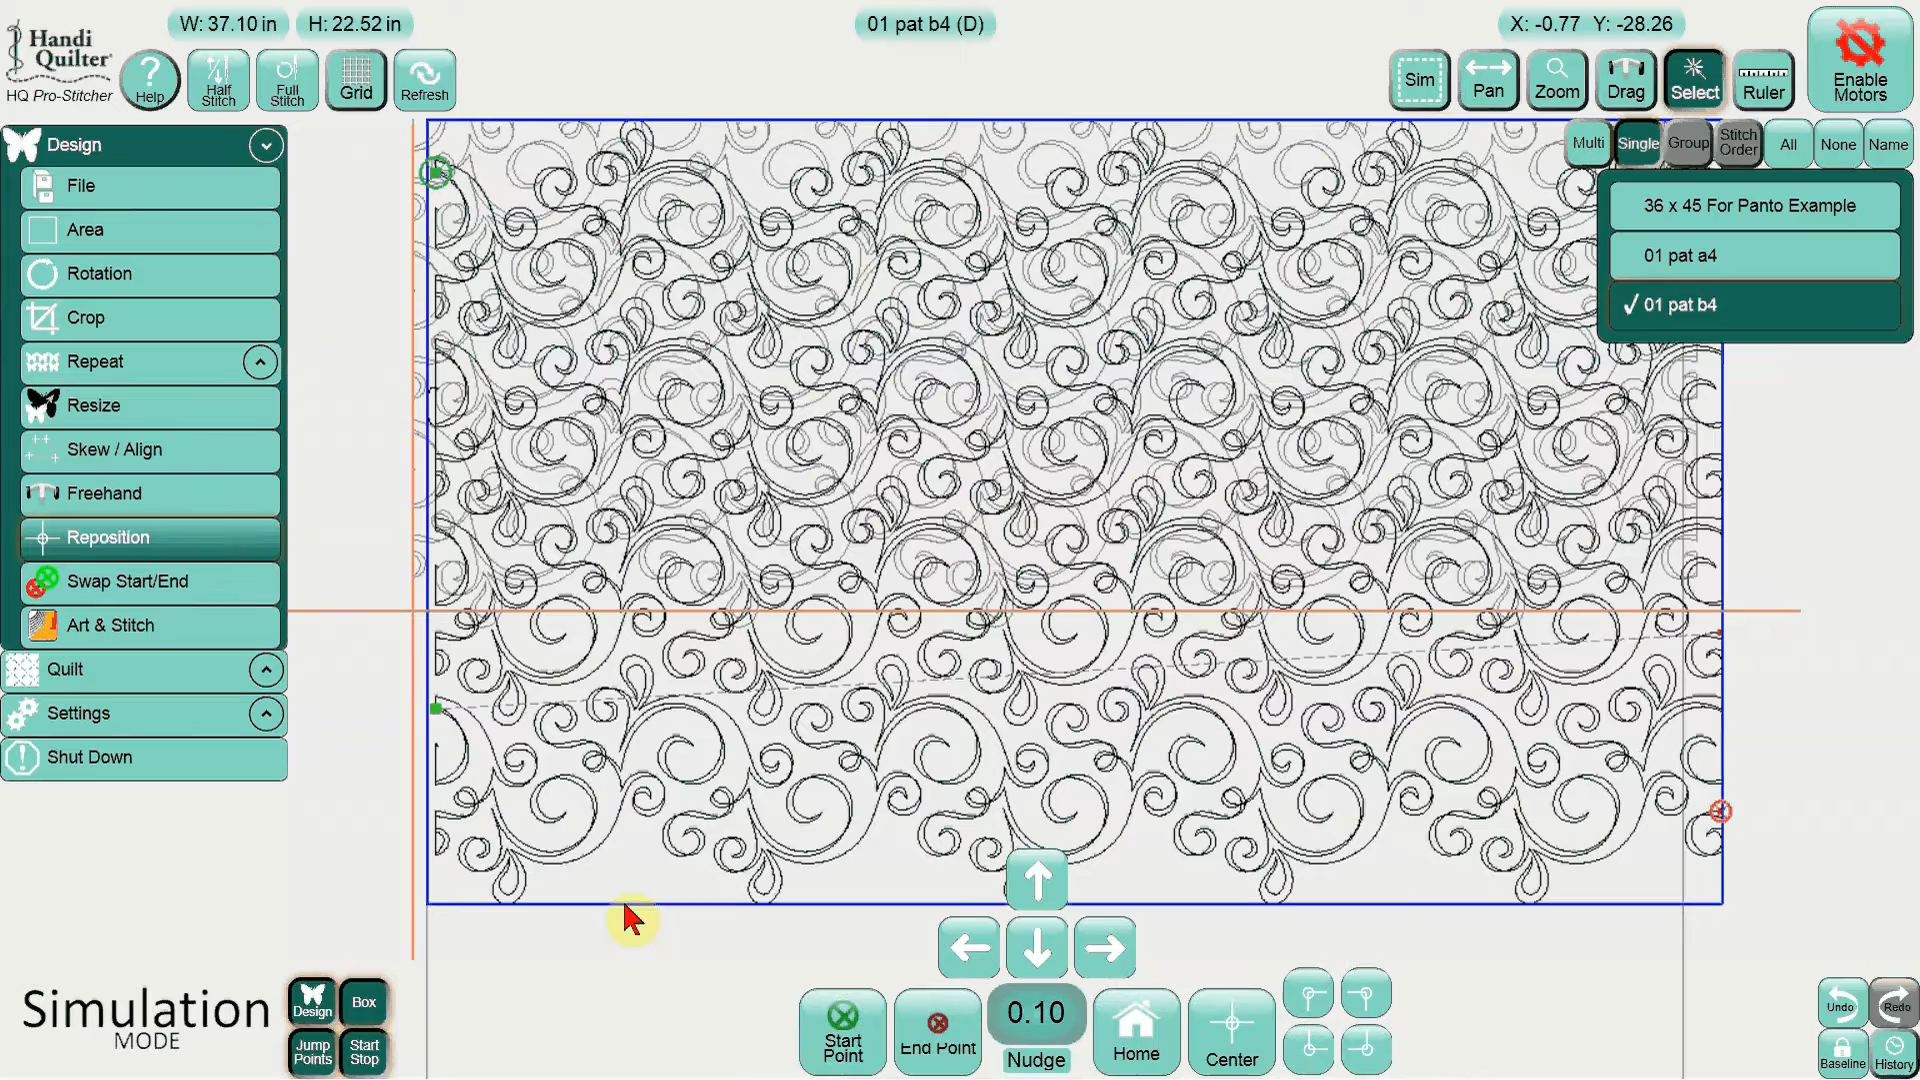 Handi
Quilter
HQ Pro-Stitcher
W: 37.10 in
H: 22.52 in
01 pat b4 (D)
X: -0.77 Y: -28.26
?
Help
Half
Stitch
Full
Stitch
Grid
Refresh
Sim
Pan
Zoom
Drag
Select
Ruler
Enable
Motors
Multi
Single
Group
Stitch
Order
All
None
Name
36 x 45 For Panto Example
01 pat a4
01 pat b4
Design
File
Area
Rotation
Crop
Repeat
Resize
Skew / Align
Freehand
Reposition
Swap Start/End
Art & Stitch
Quilt
Settings
Shut Down
Simulation
MODE
Design
Box
Jump
Points
Start
Stop
Start
Point
End Point
0.10
Nudge
Home
Center
Undo
Redo
Baseline
History